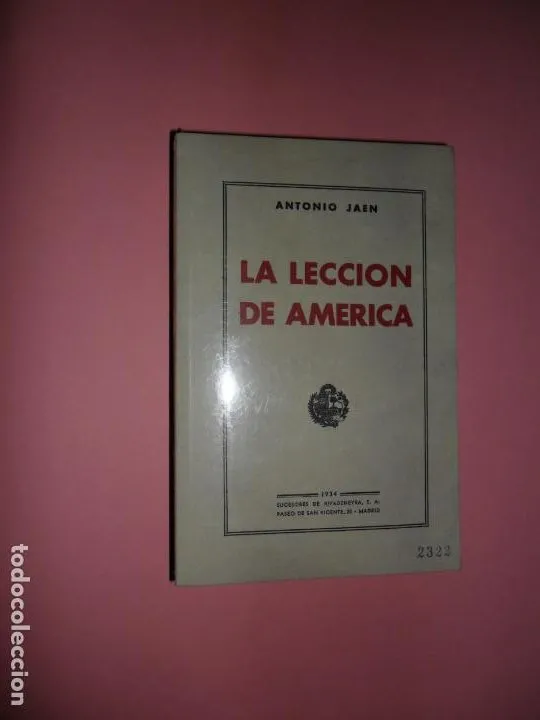 ANTONIO JAEN
LA LECCION
DE AMERICA
1934
SUCESORES DE RIVADENEYRA, S. A.
PASEO DE SAN VICENTE, 20 - MADRID
2322
todocoleccion